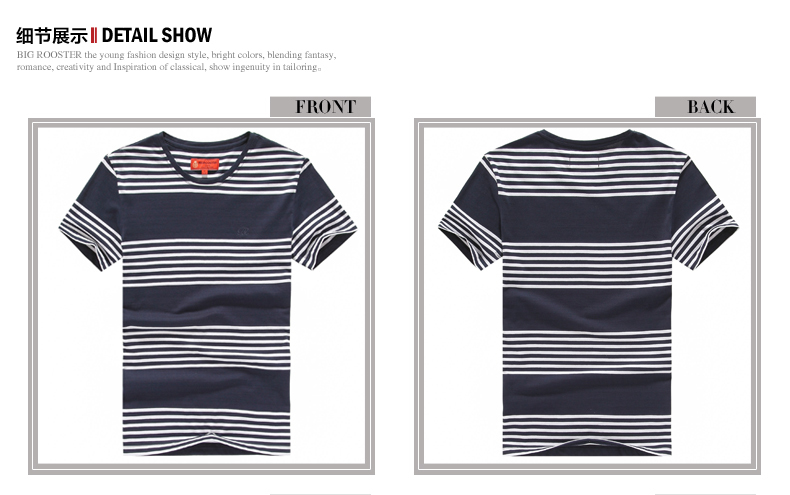 细节展示 DETAIL SHOW
BIG ROOSTER the young fashion design style, bright colors, blending fantasy,
romance, creativity and Inspiration of classical, show ingenuity in tailoring。
FRONT
BACK